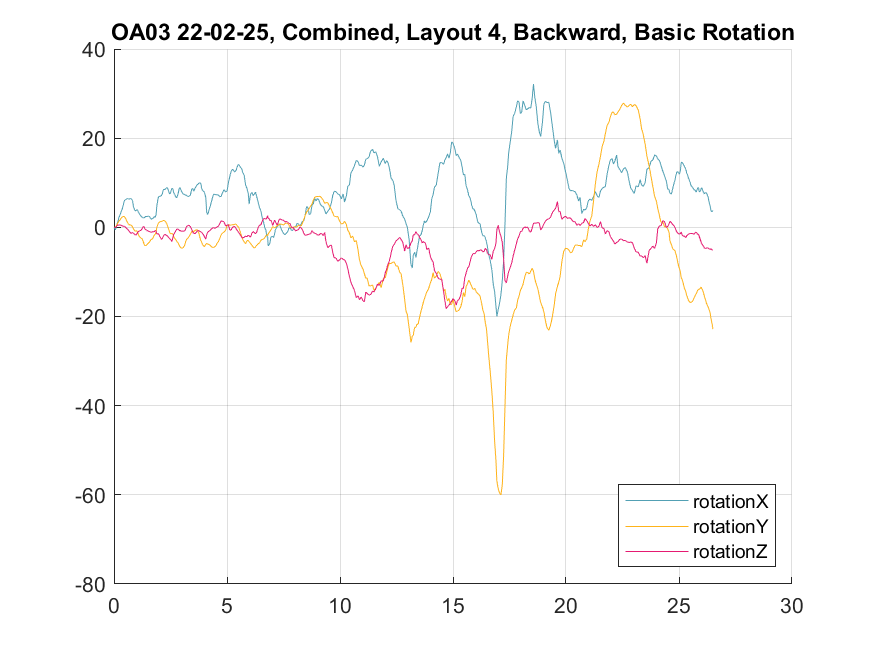 OA03 22-02-25, Combined, Layout 4, Backward, Basic Rotation
40
20
0
-20
-40
-60
-80
0 5 10 15 20 25 30
rotationX
rotationY
rotationZ